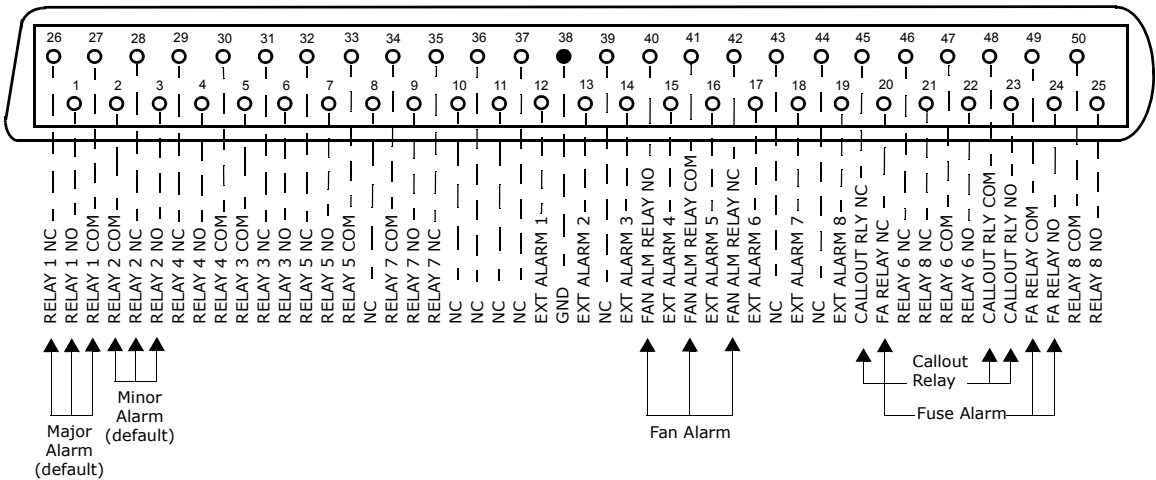 26 27 28 29 30 31 32 33 34 35 36 37 38 39 40 41 42 43 44 45 46 47 48 49 50
1 2 3 4 5 6 7 8 9 10 11 12 13 14 15 16 17 18 19 20 21 22 23 24 25
RELAY 1 NC
RELAY 1 NO
RELAY 1 COM
RELAY 2 COM
RELAY 2 NC
RELAY 2 NO
RELAY 4 NC
RELAY 4 NO
RELAY 4 COM
RELAY 3 COM
RELAY 3 NC
RELAY 3 NO
RELAY 5 NC
RELAY 5 NO
RELAY 5 COM
NC
RELAY 7 COM
RELAY 7 NO
RELAY 7 NC
NC
NC
NC
NC
EXT ALARM 1
GND
EXT ALARM 2
NC
EXT ALARM 3
FAN ALM RELAY NO
EXT ALARM 4
FAN ALM RELAY COM
EXT ALARM 5
FAN ALM RELAY NC
EXT ALARM 6
NC
EXT ALARM 7
NC
EXT ALARM 8
CALLOUT RLY NC
FA RELAY NC
RELAY 6 NC
RELAY 8 NC
RELAY 6 COM
RELAY 6 NO
CALLOUT RLY COM
CALLOUT RLY NO
FA RELAY COM
FA RELAY NO
RELAY 8 COM
RELAY 8 NO
Major
Alarm
(default)
Minor
Alarm
(default)
Fan Alarm
Callout
Relay
Fuse Alarm